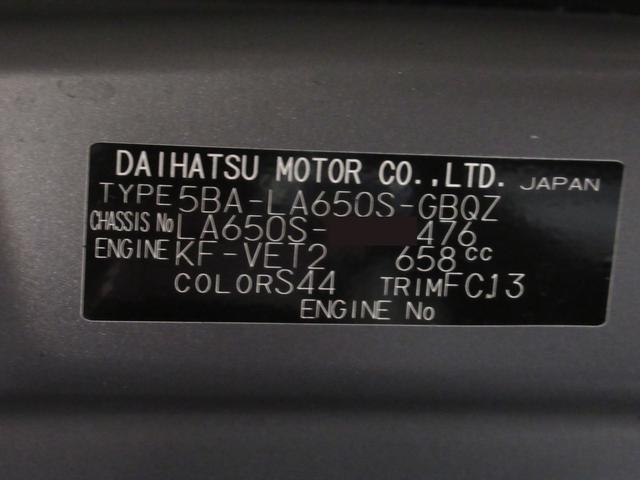 DAIHATSU MOTOR CO.,LTD. JAPAN
TYPE 5BA-LA650S-GBQZ
CHASSIS No LA650S- 476
ENGINE KF-VET2 658cc
COLOR S44 TRIM FC13
ENGINE No